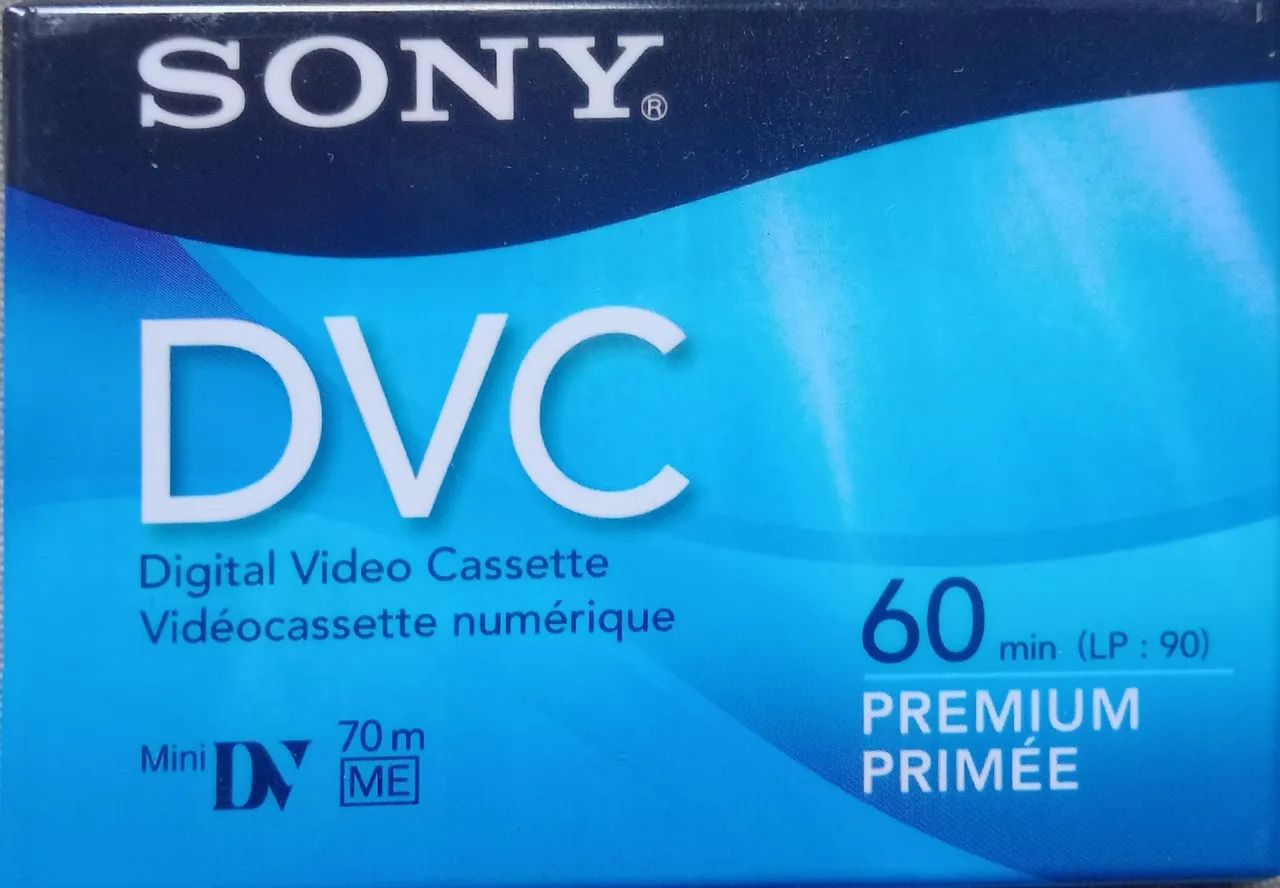 SONY®
DVC
Digital Video Cassette
Vidéocassette numérique
60 min (LP : 90)
PREMIUM
PRIMÉE
Mini DV 70 m
ME